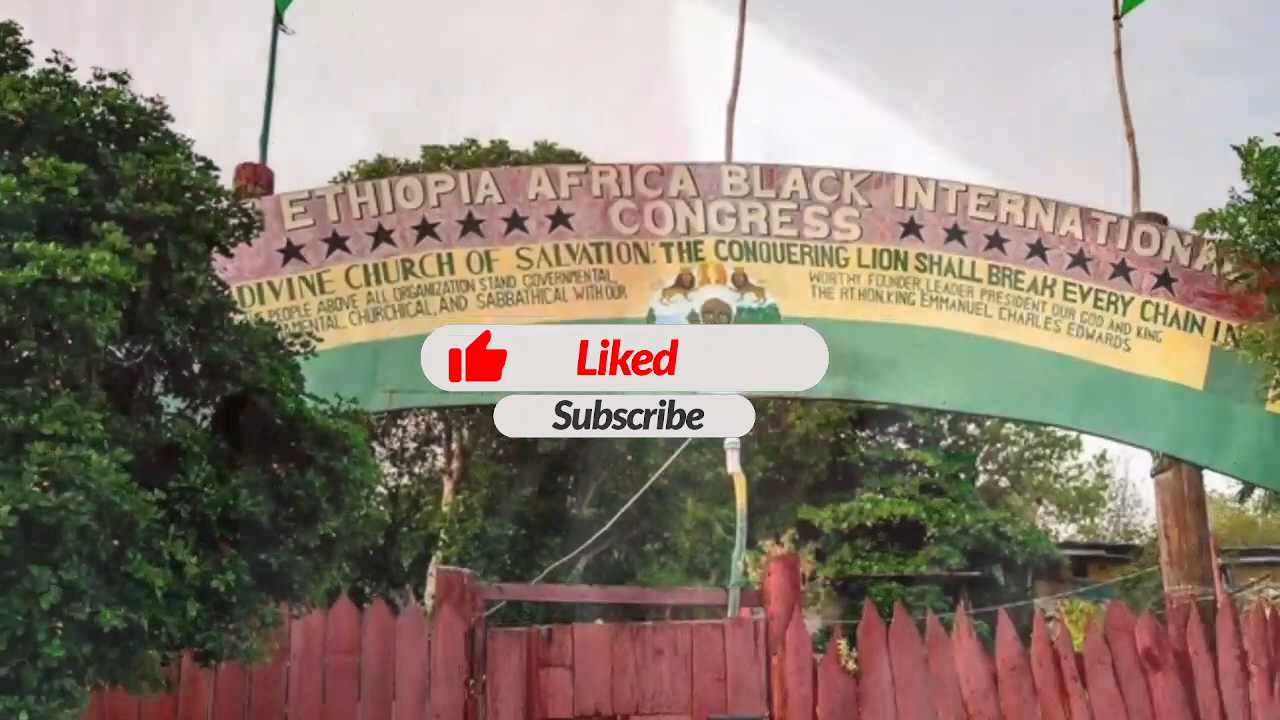 ETHIOPIA AFRICA BLACK INTERNATIONA
CONGRESS
DIVINE CHURCH OF SALVATION. THE CONQUERING LION SHALL BREAK EVERY CHAIN IN
PEOPLE ABOVE ALL ORGANIZATION STAND GOVERNMENTAL,
CHURCHICAL, AND SABBATHICAL WITH OUR
WORTHY FOUNDER LEADER PRESIDENT OUR GOD AND KING
THE RT HON. KING EMMANUEL CHARLES EDWARDS
Liked
Subscribe